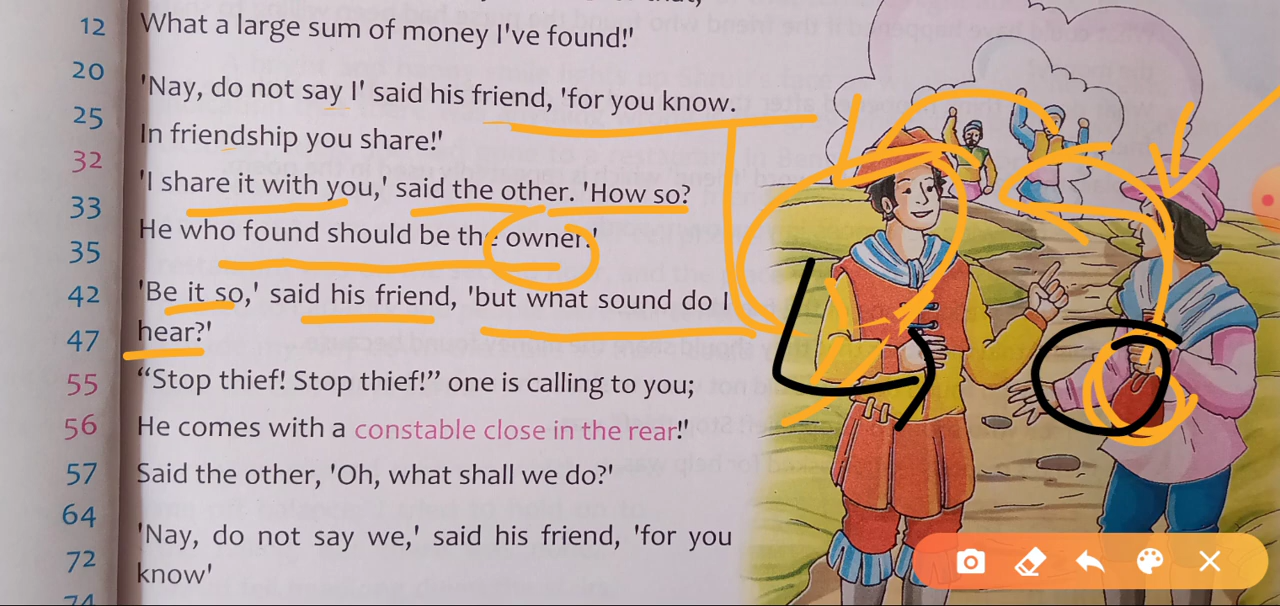 12 What a large sum of money I've found!"
20 'Nay, do not say I' said his friend, 'for you know.
25 In friendship you share!'
32 'I share it with you,' said the other. 'How so?
33 He who found should be the owner.'
35 'Be it so,' said his friend, 'but what sound do I
42 hear?'
47 "Stop thief! Stop thief!" one is calling to you;
55 He comes with a constable close in the rear!'
56 Said the other, 'Oh, what shall we do?'
57 'Nay, do not say we,' said his friend, 'for you
64 know'
72
74